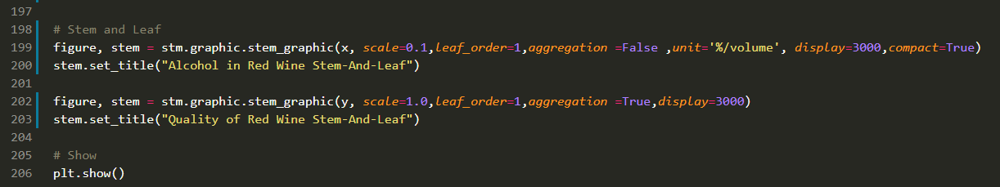 197
198 # Stem and Leaf
199 figure, stem = stm.graphic.stem_graphic(x, scale=0.1,leaf_order=1,aggregation =False ,unit='%/volume', display=3000,compact=True)
200 stem.set_title("Alcohol in Red Wine Stem-And-Leaf")
201
202 figure, stem = stm.graphic.stem_graphic(y, scale=1.0,leaf_order=1,aggregation =True,display=3000)
203 stem.set_title("Quality of Red Wine Stem-And-Leaf")
204
205 # Show
206 plt.show()